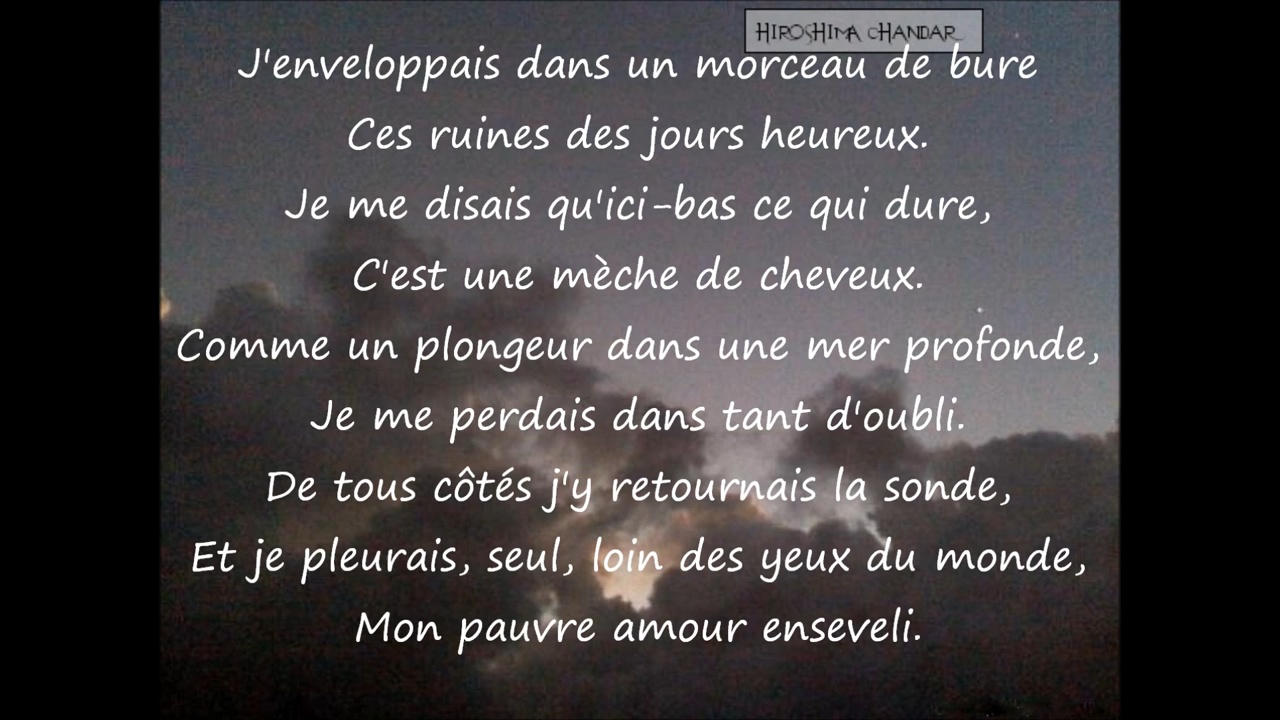 HIROSHIMA CHANDAR
J'enveloppais dans un morceau de bure
Ces ruines des jours heureux.
Je me disais qu'ici-bas ce qui dure,
C'est une mèche de cheveux.
Comme un plongeur dans une mer profonde,
Je me perdais dans tant d'oubli.
De tous côtés j'y retournais la sonde,
Et je pleurais, seul, loin des yeux du monde,
Mon pauvre amour enseveli.